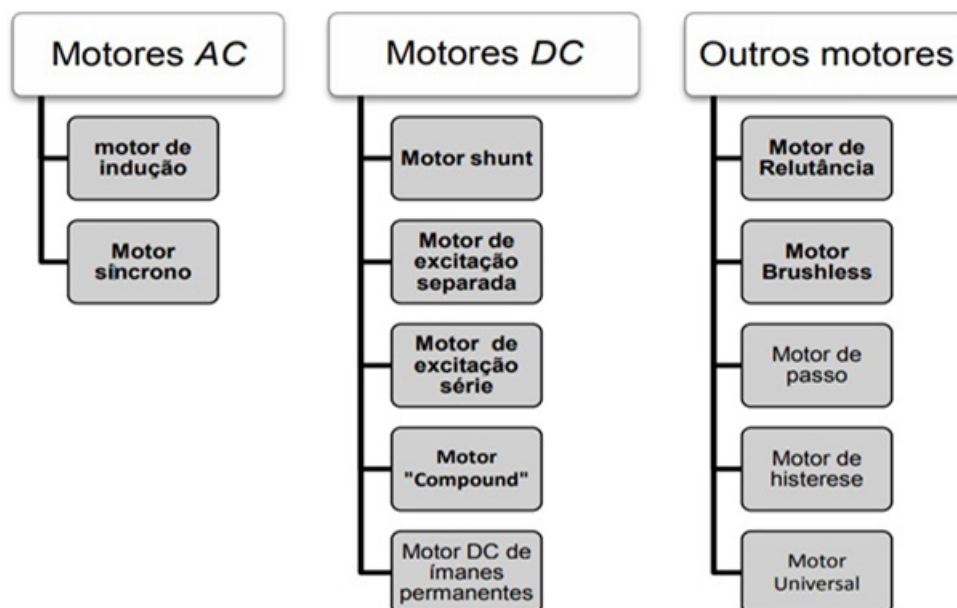 Motores AC
motor de
indução
Motor
síncrono
Motores DC
Motor shunt
Motor de
excitação
separada
Motor de
excitação
série
Motor
"Compound"
Motor DC de
ímanes
permanentes
Outros motores
Motor de
Relutância
Motor
Brushless
Motor de
passo
Motor de
histerese
Motor
Universal